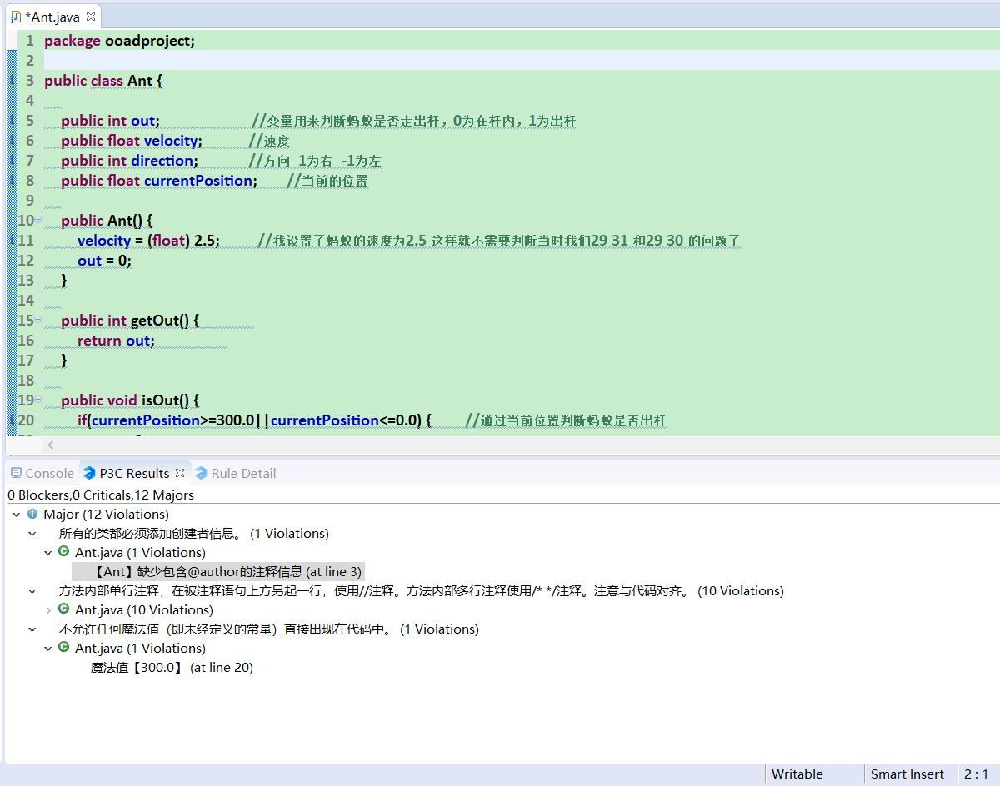 *Ant.java
1 package ooadproject;
2
3 public class Ant {
4
5 public int out; //变量用来判断蚂蚁是否走出杆，0为在杆内，1为出杆
6 public float velocity; //速度
7 public int direction; //方向 1为右 -1为左
8 public float currentPosition; //当前的位置
9
10 public Ant() {
11 velocity = (float) 2.5; //我设置了蚂蚁的速度为2.5 这样就不需要判断当时我们29 31 和29 30 的问题了
12 out = 0;
13 }
14
15 public int getOut() {
16 return out;
17 }
18
19 public void isOut() {
20 if(currentPosition>=300.0||currentPosition<=0.0) { //通过当前位置判断蚂蚁是否出杆
Console P3C Results Rule Detail
0 Blockers,0 Criticals,12 Majors
Major (12 Violations)
所有的类都必须添加创建者信息。 (1 Violations)
Ant.java (1 Violations)
【Ant】缺少包含@author的注释信息 (at line 3)
方法内部单行注释，在被注释语句上方另起一行，使用//注释。方法内部多行注释使用/* */注释。注意与代码对齐。 (10 Violations)
Ant.java (10 Violations)
不允许任何魔法值（即未经定义的常量）直接出现在代码中。 (1 Violations)
Ant.java (1 Violations)
魔法值【300.0】 (at line 20)
Writable Smart Insert 2 : 1